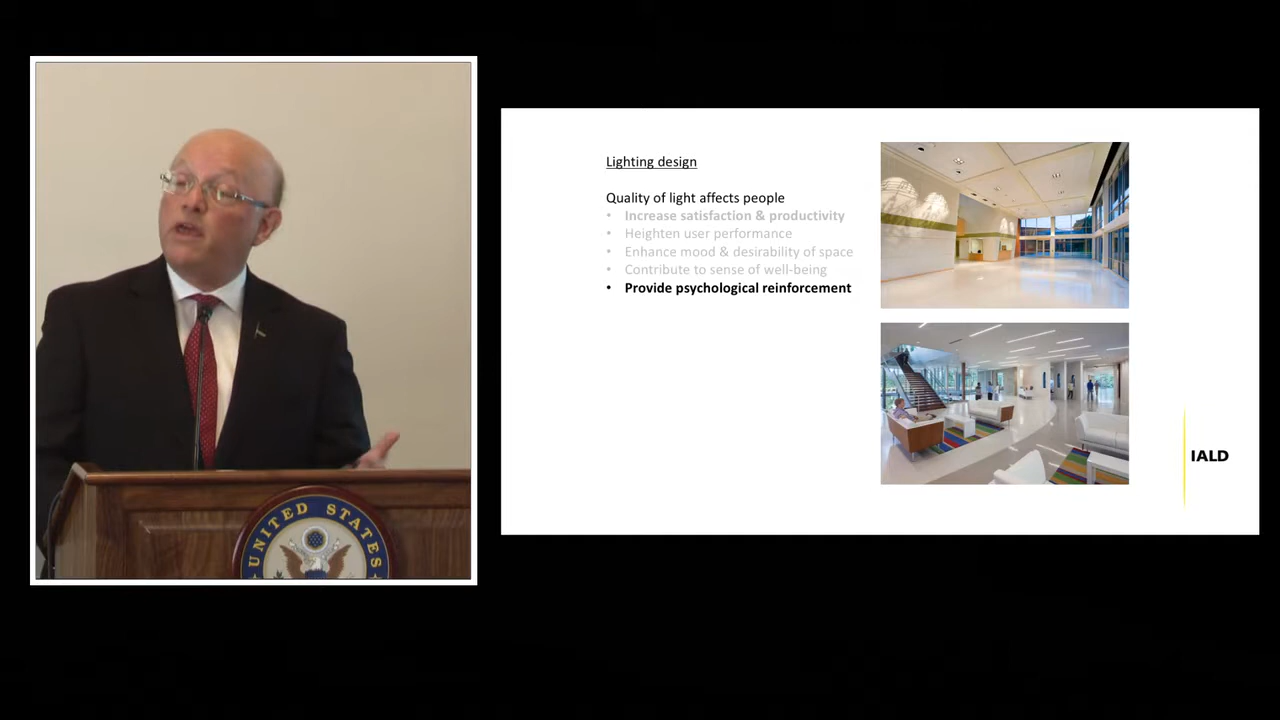 UNITED STATES
Lighting design
Quality of light affects people
• Increase satisfaction & productivity
• Heighten user performance
• Enhance mood & desirability of space
• Contribute to sense of well-being
• Provide psychological reinforcement
IALD